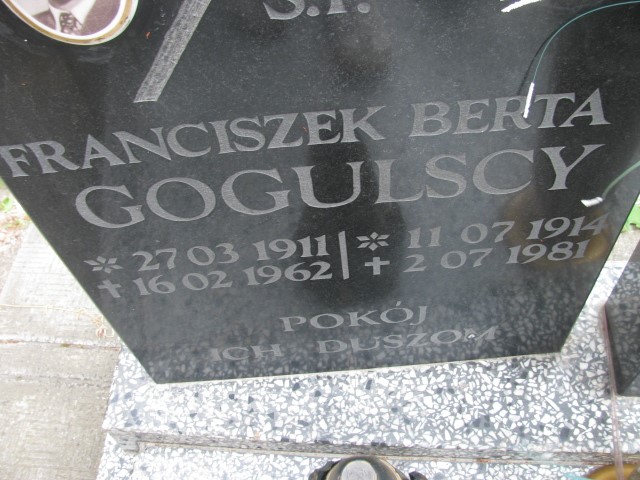 Ś.P.
FRANCISZEK BERTA
GOGULSCY
* 27 03 1911 | * 11 07 1914
✝ 16 02 1962 | ✝ 2 07 1981
POKÓJ
ICH DUSZOM